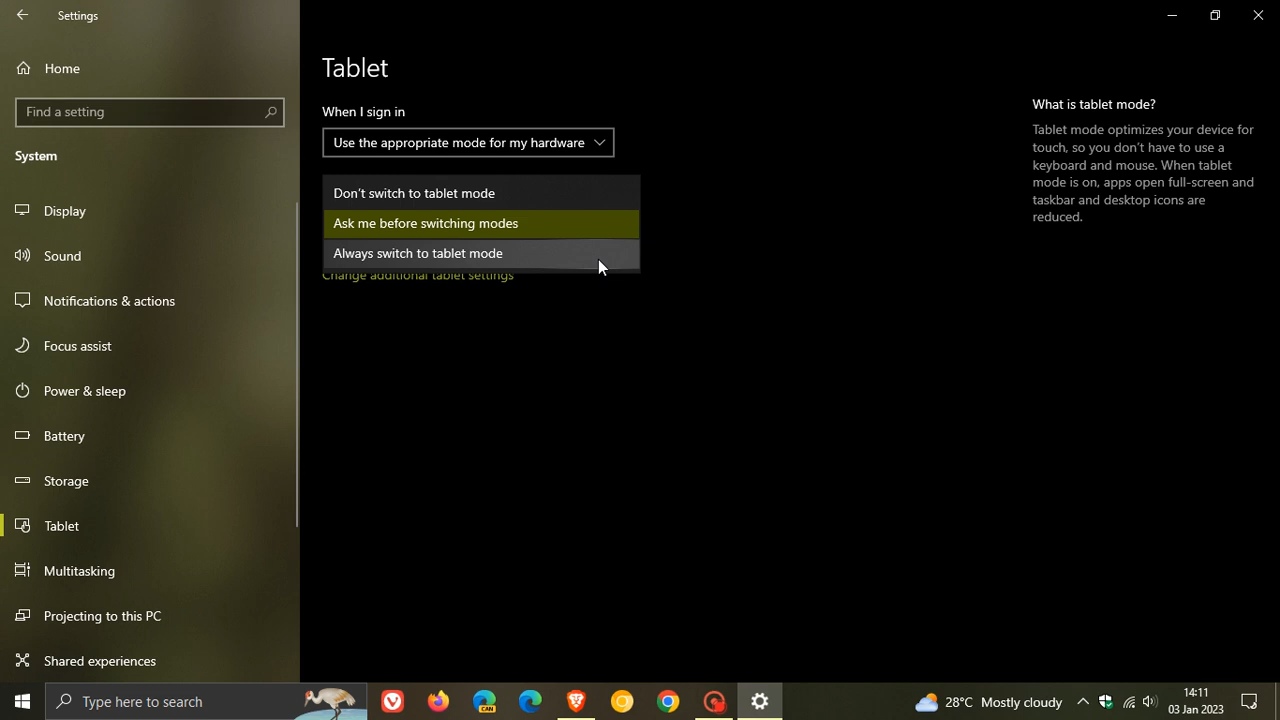 Settings
Home
Find a setting
System
Display
Sound
Notifications & actions
Focus assist
Power & sleep
Battery
Storage
Tablet
Multitasking
Projecting to this PC
Shared experiences
Tablet
When I sign in
Use the appropriate mode for my hardware
Don't switch to tablet mode
Ask me before switching modes
Always switch to tablet mode
Change additional tablet settings
What is tablet mode?
Tablet mode optimizes your device for
touch, so you don't have to use a
keyboard and mouse. When tablet
mode is on, apps open full-screen and
taskbar and desktop icons are
reduced.
Type here to search
CAN
28°C Mostly cloudy
14:11
03 Jan 2023